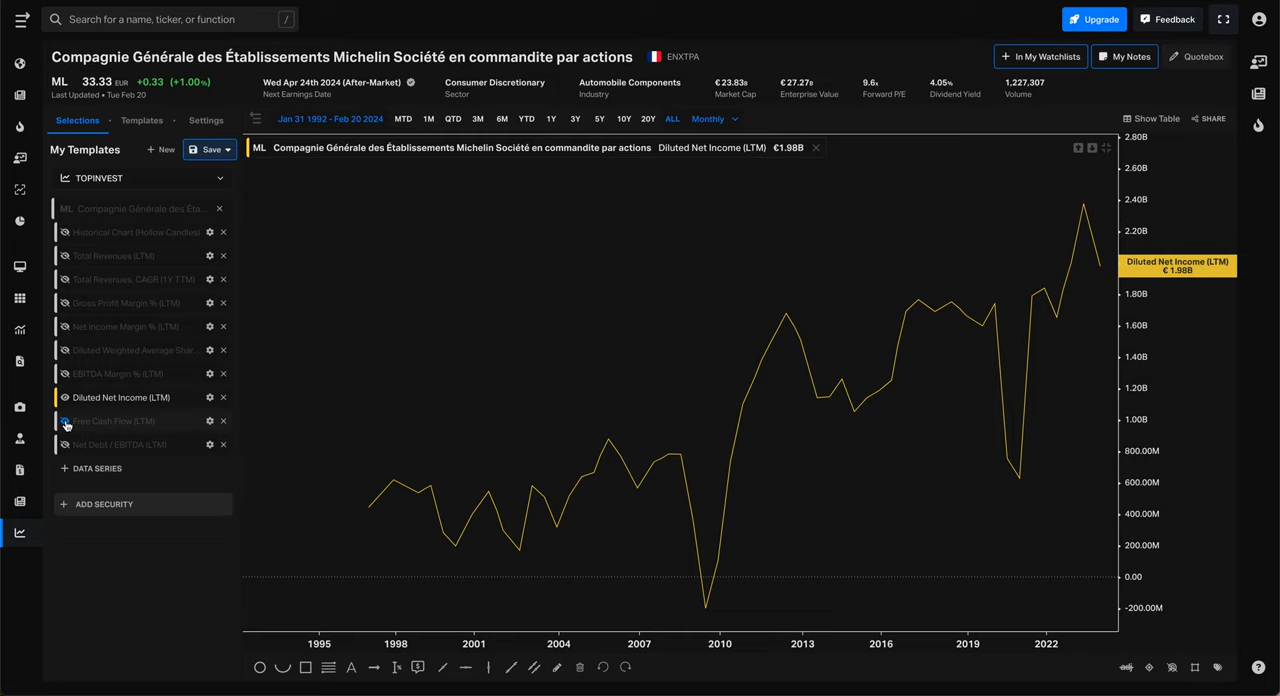 Search for a name, ticker, or function /
Upgrade
Feedback
Compagnie Générale des Établissements Michelin Société en commandite par actions ENXTPA
In My Watchlists
My Notes
Quotebox
ML 33.33 EUR +0.33 (+1.00%)
Last Updated • Tue Feb 20
Wed Apr 24th 2024 (After-Market)
Next Earnings Date
Consumer Discretionary
Sector
Automobile Components
Industry
€23.83B
Market Cap
€27.27B
Enterprise Value
9.6x
Forward P/E
4.05%
Dividend Yield
1,227,307
Volume
Selections • Templates • Settings
Jan 31 1992 - Feb 20 2024 MTD 1M QTD 3M 6M YTD 1Y 3Y 5Y 10Y 20Y ALL Monthly
Show Table
SHARE
My Templates + New Save
TOPINVEST
ML Compagnie Générale des Éta...
Historical Chart (Hollow Candles)
Total Revenues (LTM)
Total Revenues, CAGR (1Y TTM)
Gross Profit Margin % (LTM)
Net Income Margin % (LTM)
Diluted Weighted Average Shar...
EBITDA Margin % (LTM)
Diluted Net Income (LTM)
Free Cash Flow (LTM)
Net Debt / EBITDA (LTM)
+ DATA SERIES
+ ADD SECURITY
ML Compagnie Générale des Établissements Michelin Société en commandite par actions Diluted Net Income (LTM) €1.98B
2.80B
2.60B
2.40B
2.20B
Diluted Net Income (LTM)
€ 1.98B
1.80B
1.60B
1.40B
1.20B
1.00B
800.00M
600.00M
400.00M
200.00M
0.00
-200.00M
1995 1998 2001 2004 2007 2010 2013 2016 2019 2022